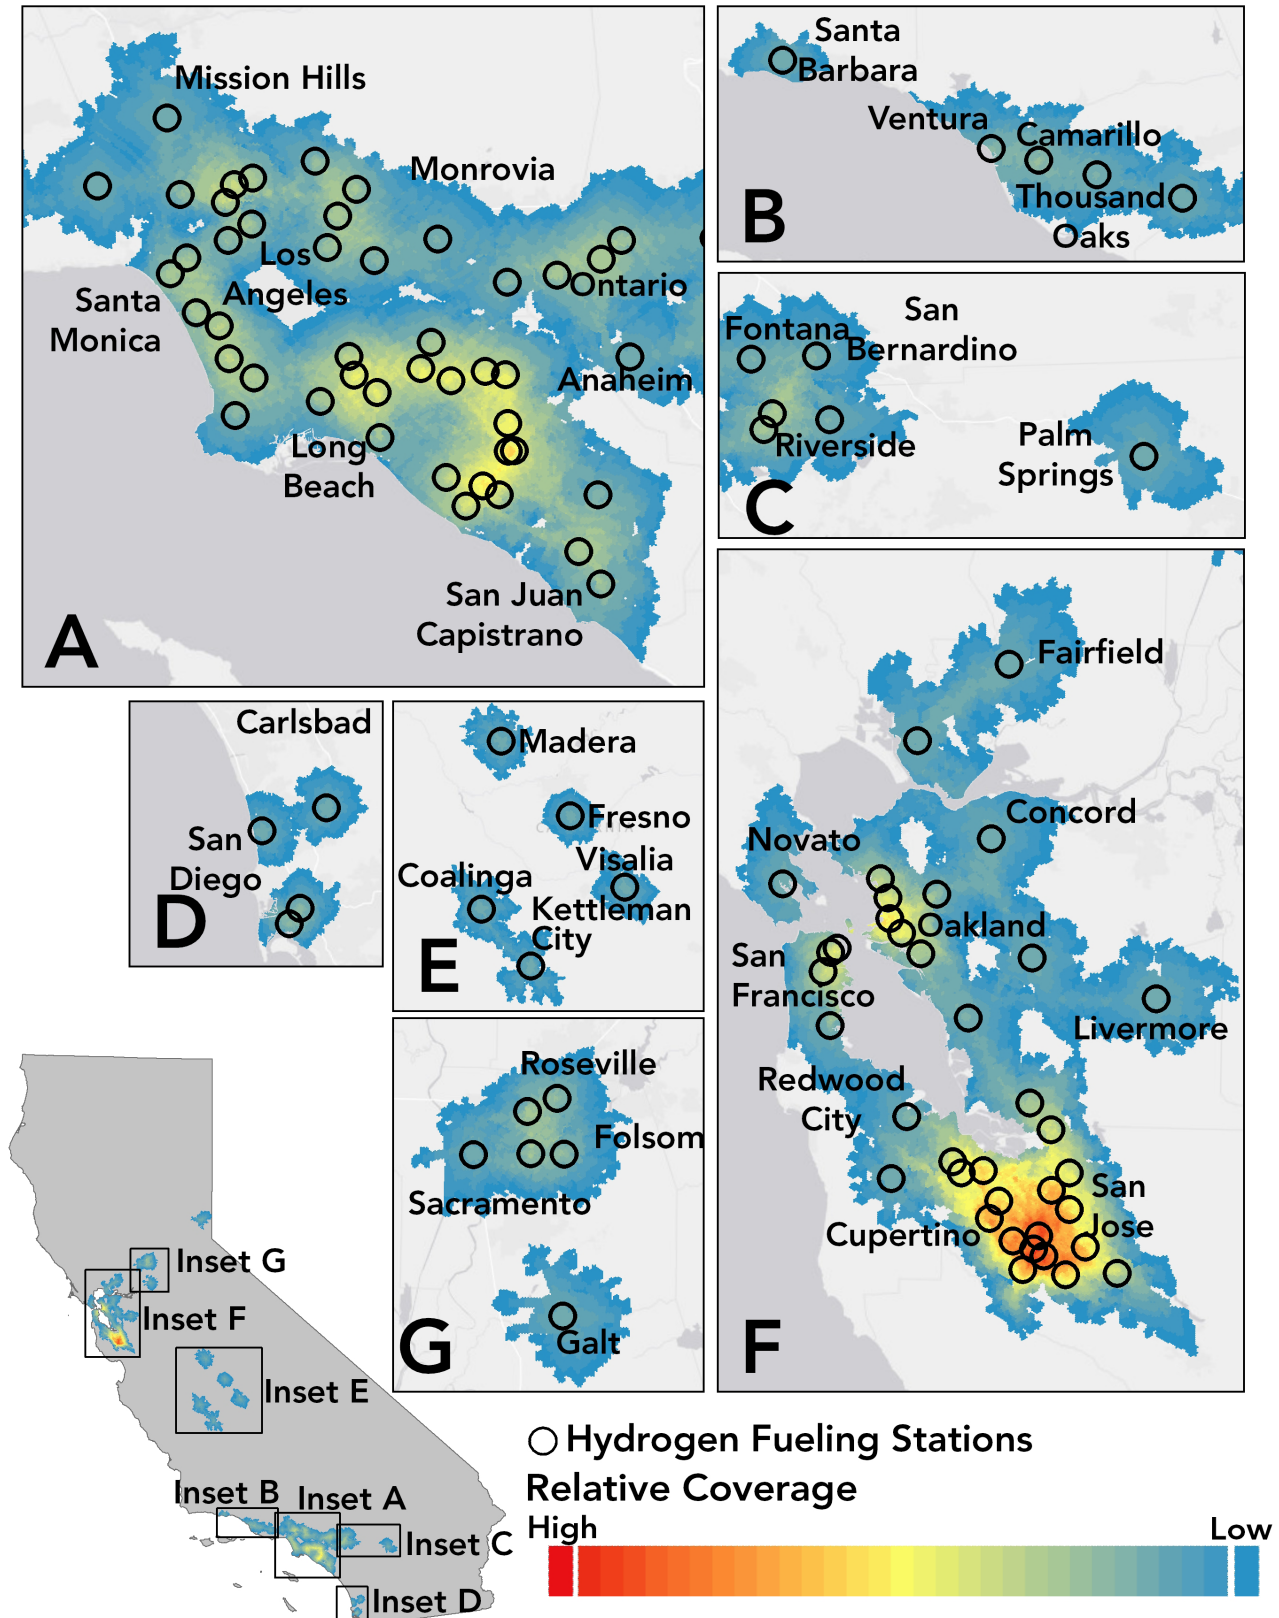 Mission Hills
Monrovia
Los
Angeles
Ontario
Santa
Monica
Anaheim
Long
Beach
San Juan
Capistrano
A
Santa
Barbara
Ventura
Camarillo
Thousand
Oaks
B
Fontana
San
Bernardino
Riverside
Palm
Springs
C
Carlsbad
San
Diego
D
Madera
Fresno
Visalia
Coalinga
Kettleman
City
E
Fairfield
Concord
Novato
Oakland
San
Francisco
Livermore
Redwood
City
San
Jose
Cupertino
F
Roseville
Folsom
Sacramento
Galt
G
Inset G
Inset F
Inset E
Inset B
Inset A
Inset C
Inset D
Hydrogen Fueling Stations
Relative Coverage
High
Low